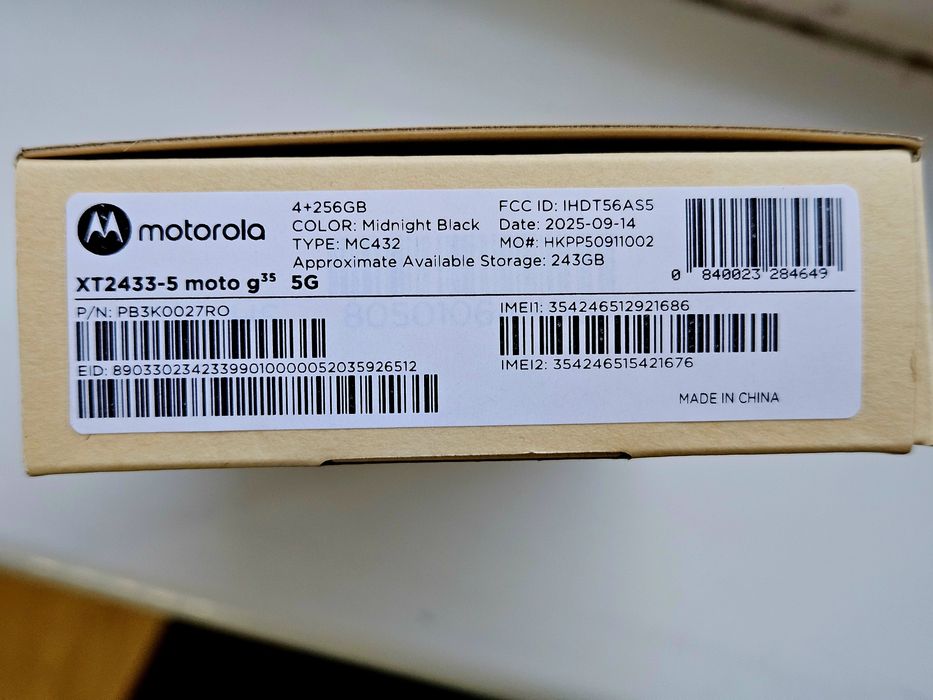 motorola
4+256GB
COLOR: Midnight Black
TYPE: MC432
Approximate Available Storage: 243GB
FCC ID: IHDT56AS5
Date: 2025-09-14
MO#: HKPP50911002
0 840023 284649
XT2433-5 moto g35 5G
P/N: PB3K0027RO
EID: 89033023423399010000052035926512
IMEI1: 354246512921686
IMEI2: 354246515421676
MADE IN CHINA